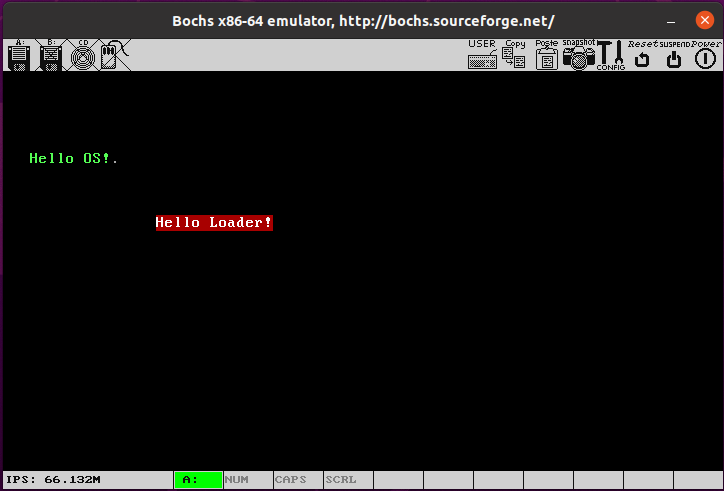 Bochs x86-64 emulator, http://bochs.sourceforge.net/
A: B: CD USER Copy Paste snapshot CONFIG Reset SUSPEND Power
Hello OS!.
Hello Loader!
IPS: 66.132M A: NUM CAPS SCRL